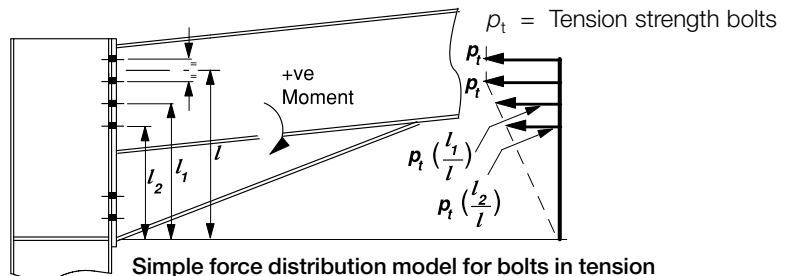 pt = Tension strength bolts
pt
pt
+ve
Moment
l2
l1
l
pt (l1/l)
pt (l2/l)
Simple force distribution model for bolts in tension